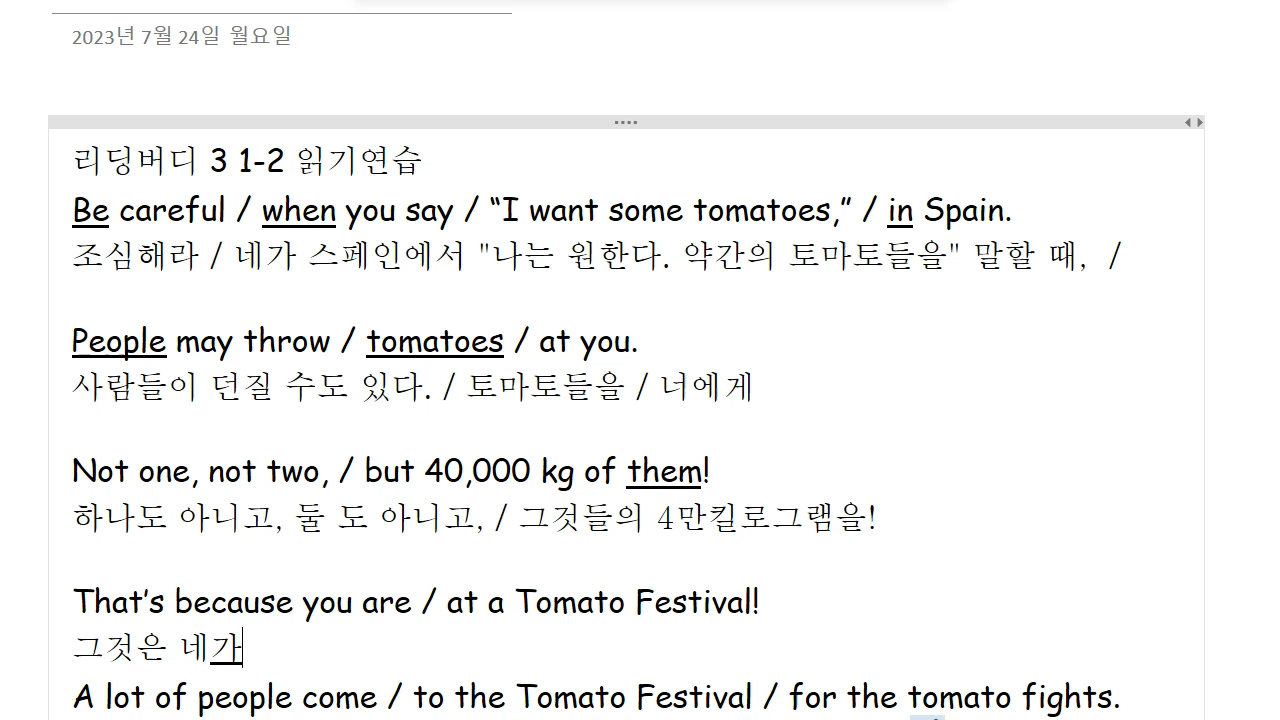 2023년 7월 24일 월요일
리딩버디 3 1-2 읽기연습
Be careful / when you say / “I want some tomatoes,” / in Spain.
조심해라 / 네가 스페인에서 "나는 원한다. 약간의 토마토들을" 말할 때, /
People may throw / tomatoes / at you.
사람들이 던질 수도 있다. / 토마토들을 / 너에게
Not one, not two, / but 40,000 kg of them!
하나도 아니고, 둘 도 아니고, / 그것들의 4만킬로그램을!
That’s because you are / at a Tomato Festival!
그것은 네가
A lot of people come / to the Tomato Festival / for the tomato fights.